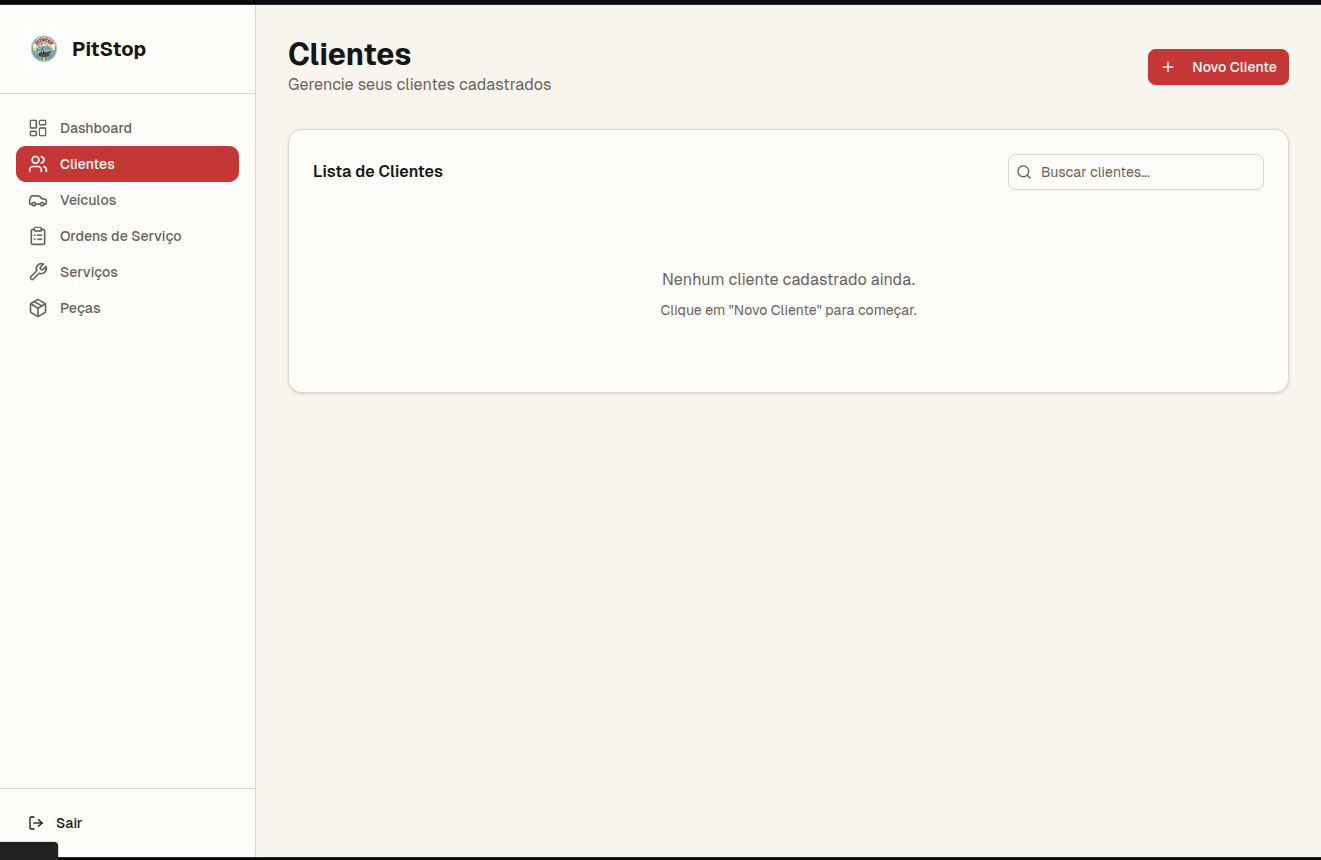 PitStop
Dashboard
Clientes
Veículos
Ordens de Serviço
Serviços
Peças
Sair
Clientes
Gerencie seus clientes cadastrados
Novo Cliente
Lista de Clientes
Buscar clientes...
Nenhum cliente cadastrado ainda.
Clique em "Novo Cliente" para começar.